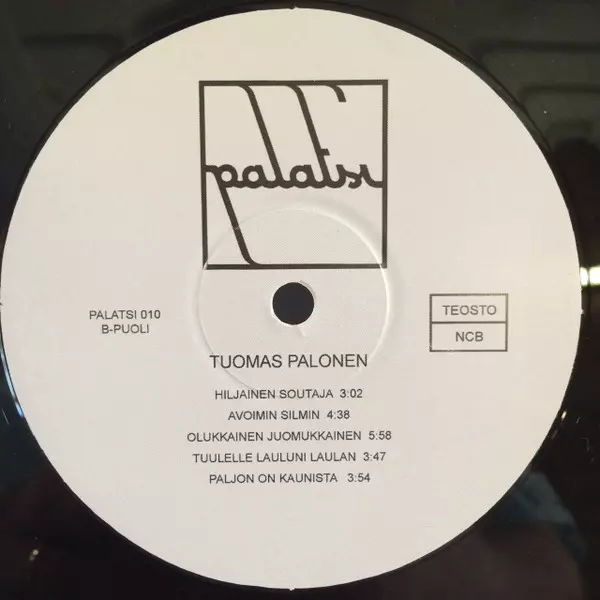 palatsi
PALATSI 010
B-PUOLI
TEOSTO
NCB
TUOMAS PALONEN
HILJAINEN SOUTAJA 3:02
AVOIMIN SILMIN 4:38
OLUKKAINEN JUOMUKKAINEN 5:58
TUULELLE LAULUNI LAULAN 3:47
PALJON ON KAUNISTA 3:54